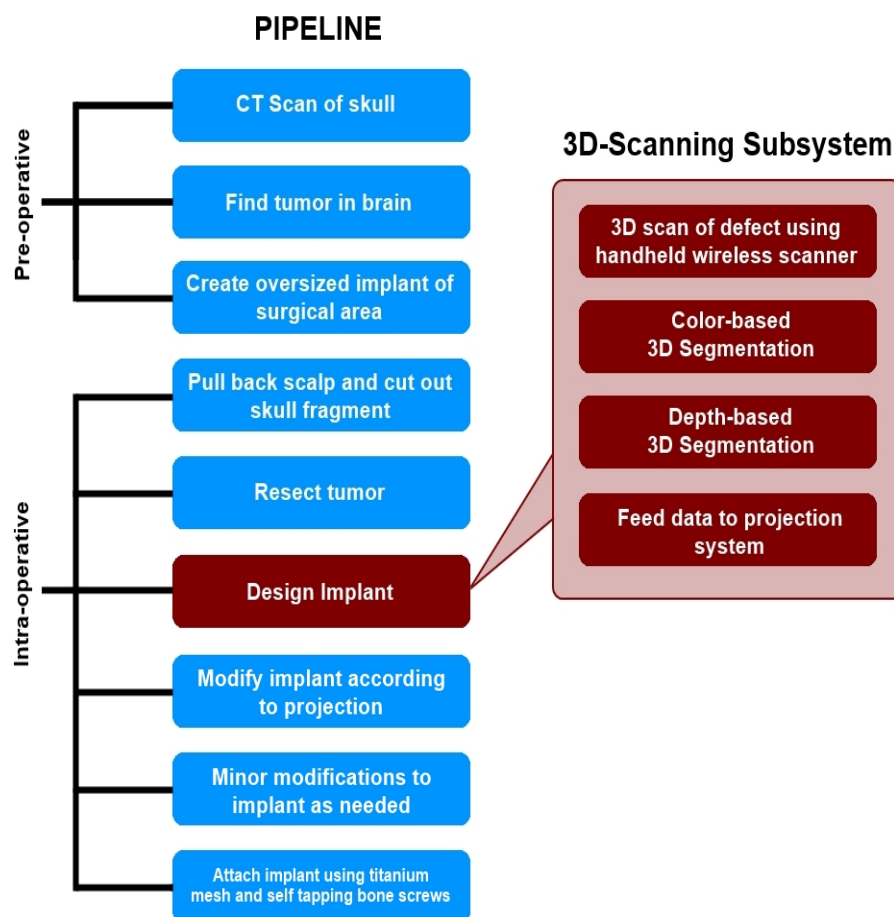 PIPELINE
Pre-operative
CT Scan of skull
Find tumor in brain
Create oversized implant of
surgical area
Intra-operative
Pull back scalp and cut out
skull fragment
Resect tumor
Design Implant
Modify implant according
to projection
Minor modifications to
implant as needed
Attach implant using titanium
mesh and self tapping bone screws
3D-Scanning Subsystem
3D scan of defect using
handheld wireless scanner
Color-based
3D Segmentation
Depth-based
3D Segmentation
Feed data to projection
system